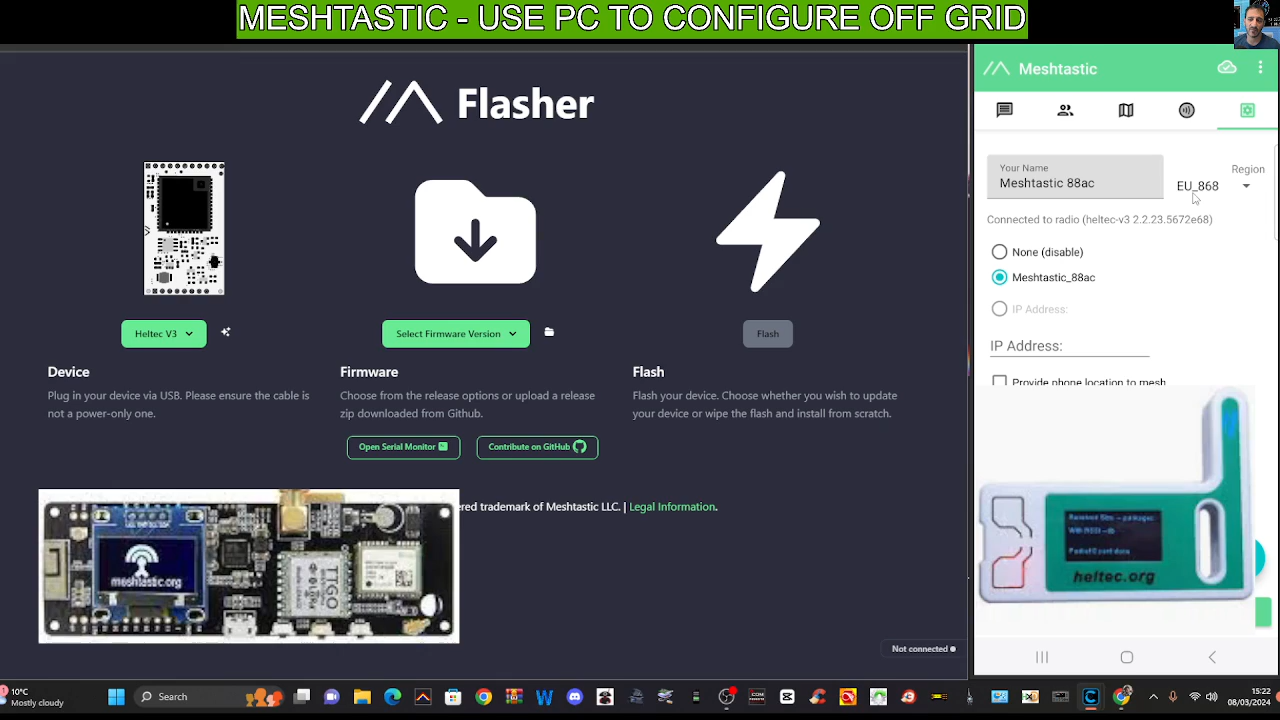 MESHTASTIC - USE PC TO CONFIGURE OFF GRID
Flasher
Heltec V3
Select Firmware Version
Flash
Device
Plug in your device via USB. Please ensure the cable is
not a power-only one.
Firmware
Choose from the release options or upload a release
zip downloaded from Github.
Flash
Flash your device. Choose whether you wish to update
your device or wipe the flash and install from scratch.
Open Serial Monitor
Contribute on GitHub
ered trademark of Meshtastic LLC. | Legal Information.
meshtastic.org
TTGO
Not connected
Meshtastic
Your Name
Meshtastic 88ac
Region
EU_868
Connected to radio (heltec-v3 2.2.23.5672e68)
None (disable)
Meshtastic_88ac
IP Address:
IP Address:
Provide phone location to mesh
heltec.org
1°C
Mostly cloudy
Search
COM
15:22
08/03/2024